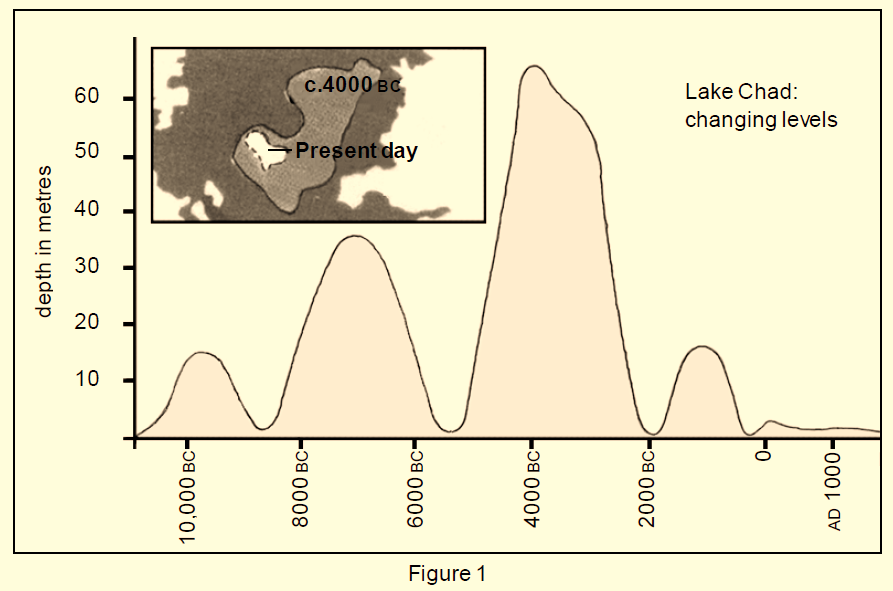 Lake Chad:
changing levels
c.4000 BC
Present day
depth in metres
60
50
40
30
20
10
10,000 BC
8000 BC
6000 BC
4000 BC
2000 BC
0
AD 1000
Figure 1